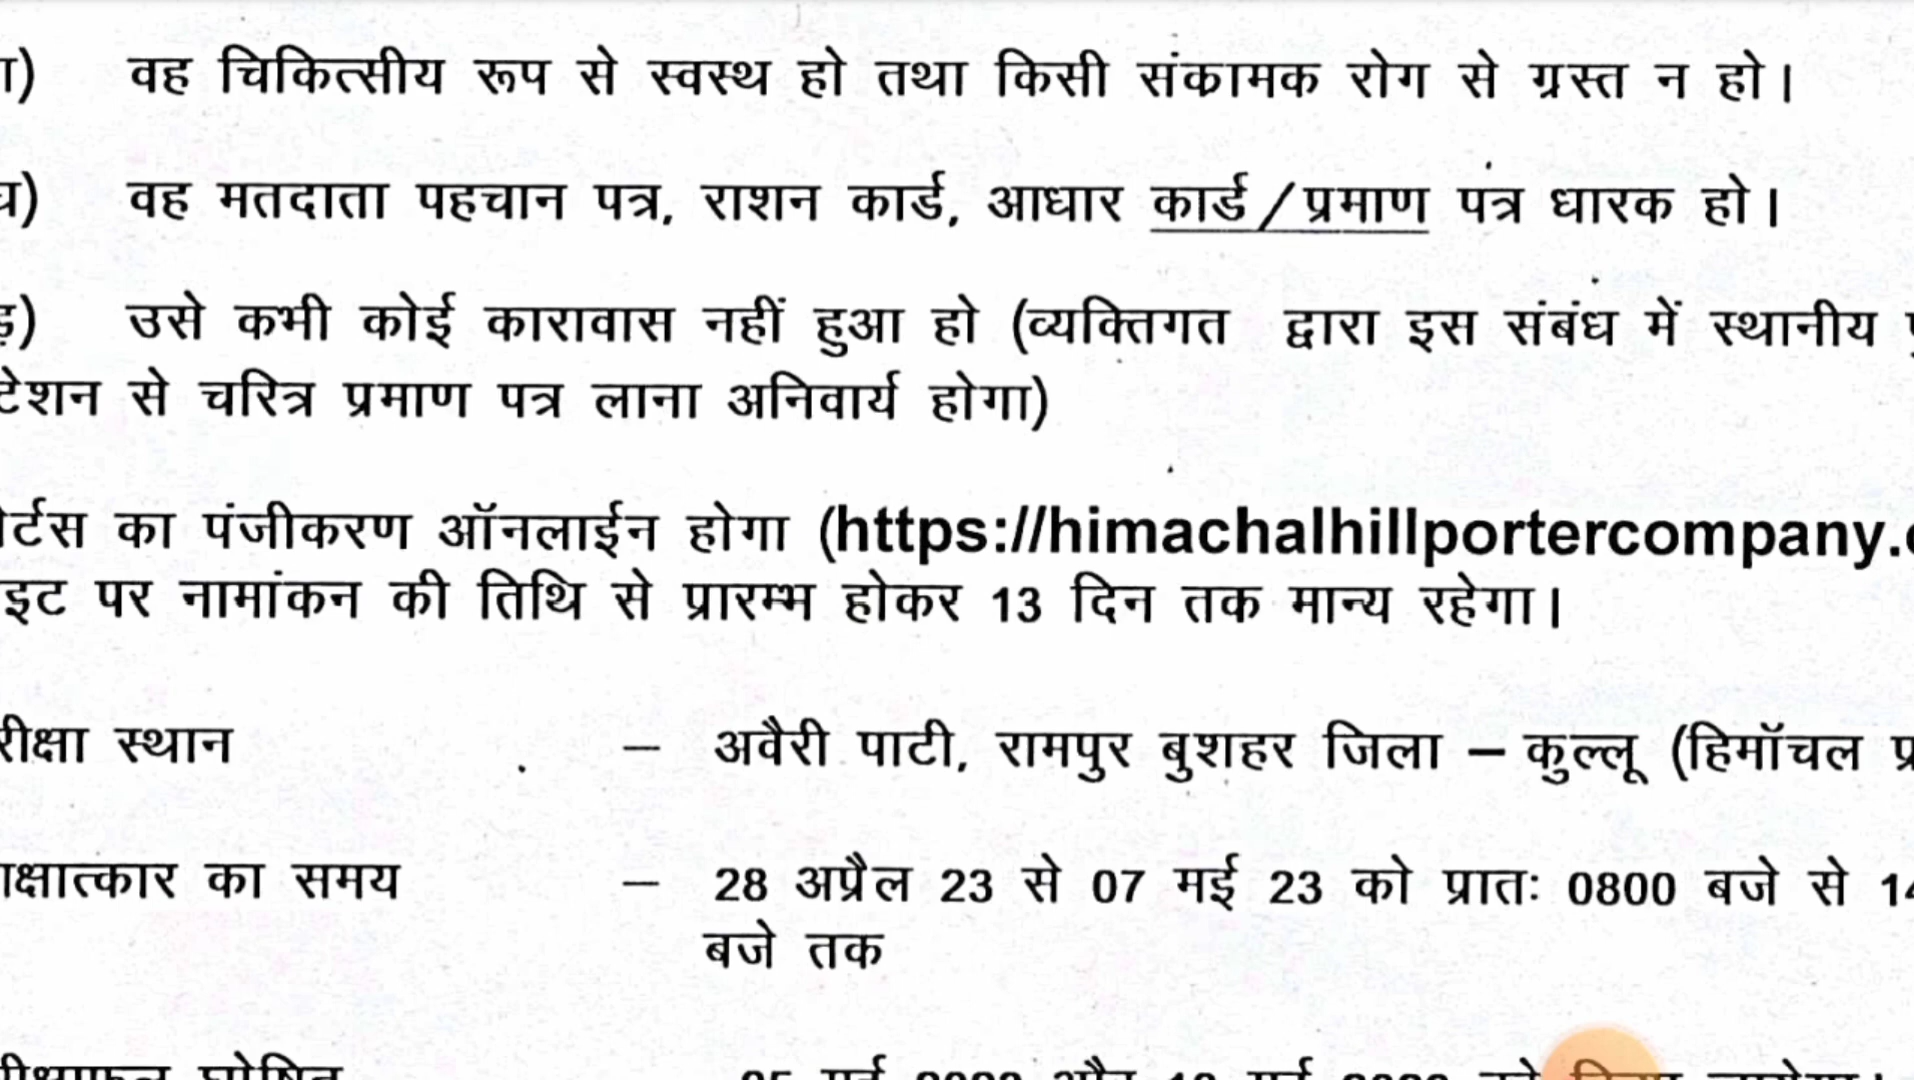 वह चिकित्सीय रूप से स्वस्थ हो तथा किसी संकामक रोग से ग्रस्त न हो।
वह मतदाता पहचान पत्र, राशन कार्ड, आधार कार्ड/प्रमाण पत्र धारक हो।
उसे कभी कोई कारावास नहीं हुआ हो (व्यक्तिगत द्वारा इस संबंध में स्थानीय
टेशन से चरित्र प्रमाण पत्र लाना अनिवार्य होगा)
र्टस का पंजीकरण ऑनलाईन होगा (https://himachalhillportercompany.
इट पर नामांकन की तिथि से प्रारम्भ होकर 13 दिन तक मान्य रहेगा।
रीक्षा स्थान – अवैरी पाटी, रामपुर बुशहर जिला – कुल्लू (हिमॉचल प्र
ाक्षात्कार का समय – 28 अप्रैल 23 से 07 मई 23 को प्रातः 0800 बजे से 14
बजे तक